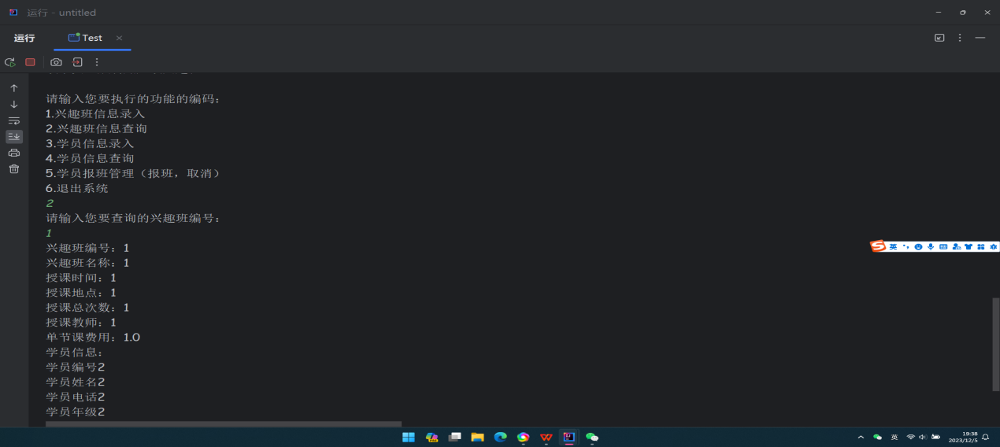 运行 - untitled
运行
Test
请输入您要执行的功能的编码：
1.兴趣班信息录入
2.兴趣班信息查询
3.学员信息录入
4.学员信息查询
5.学员报班管理（报班，取消）
6.退出系统
2
请输入您要查询的兴趣班编号：
1
兴趣班编号：1
兴趣班名称：1
授课时间：1
授课地点：1
授课总次数：1
授课教师：1
单节课费用：1.0
学员信息：
学员编号2
学员姓名2
学员电话2
学员年级2
英
英
19:38
2023/12/5